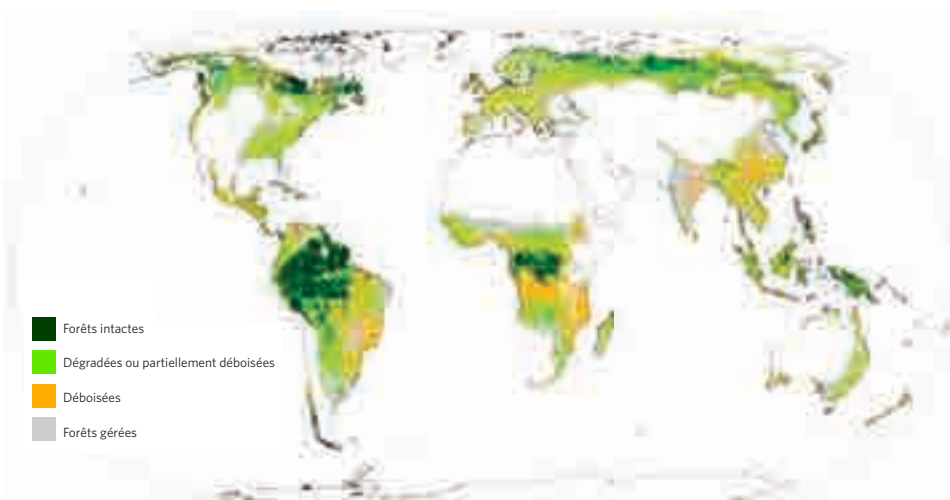 Forêts intactes
Dégradées ou partiellement déboisées
Déboisées
Forêts gérées